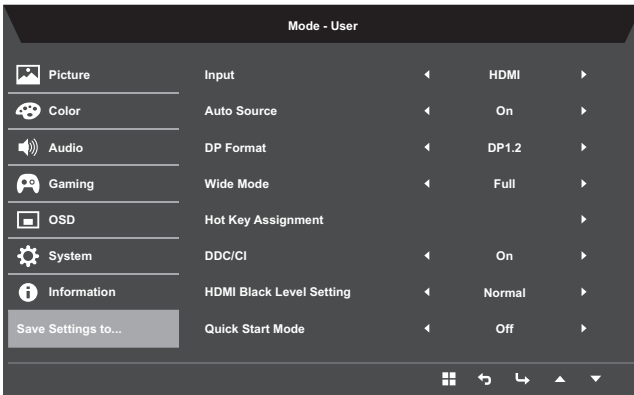 Mode - User
Picture
Input HDMI
Color
Auto Source On
Audio
DP Format DP1.2
Gaming
Wide Mode Full
OSD
Hot Key Assignment
System
DDC/CI On
Information
HDMI Black Level Setting Normal
Save Settings to...
Quick Start Mode Off